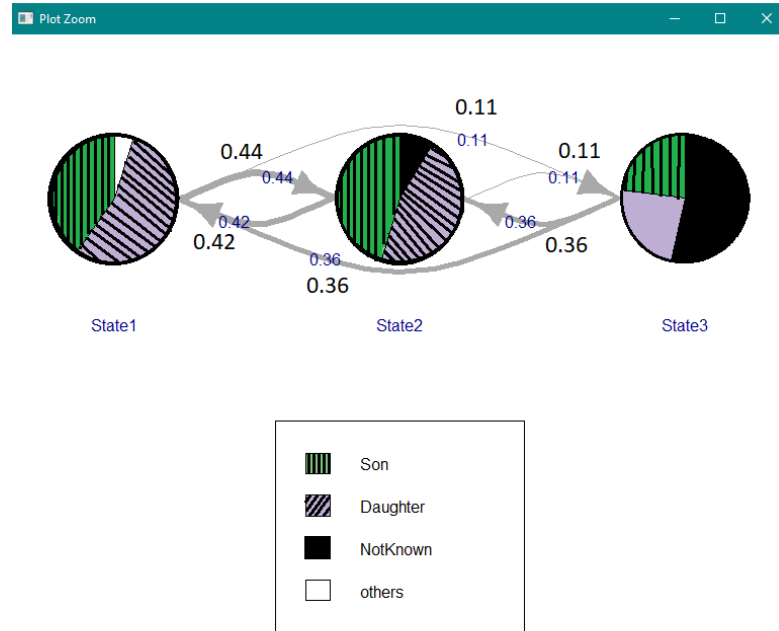 Plot Zoom
0.11
0.44
0.11
0.11
0.44
0.11
0.42
0.36
0.42
0.36
0.36
0.36
State1
State2
State3
Son
Daughter
NotKnown
others